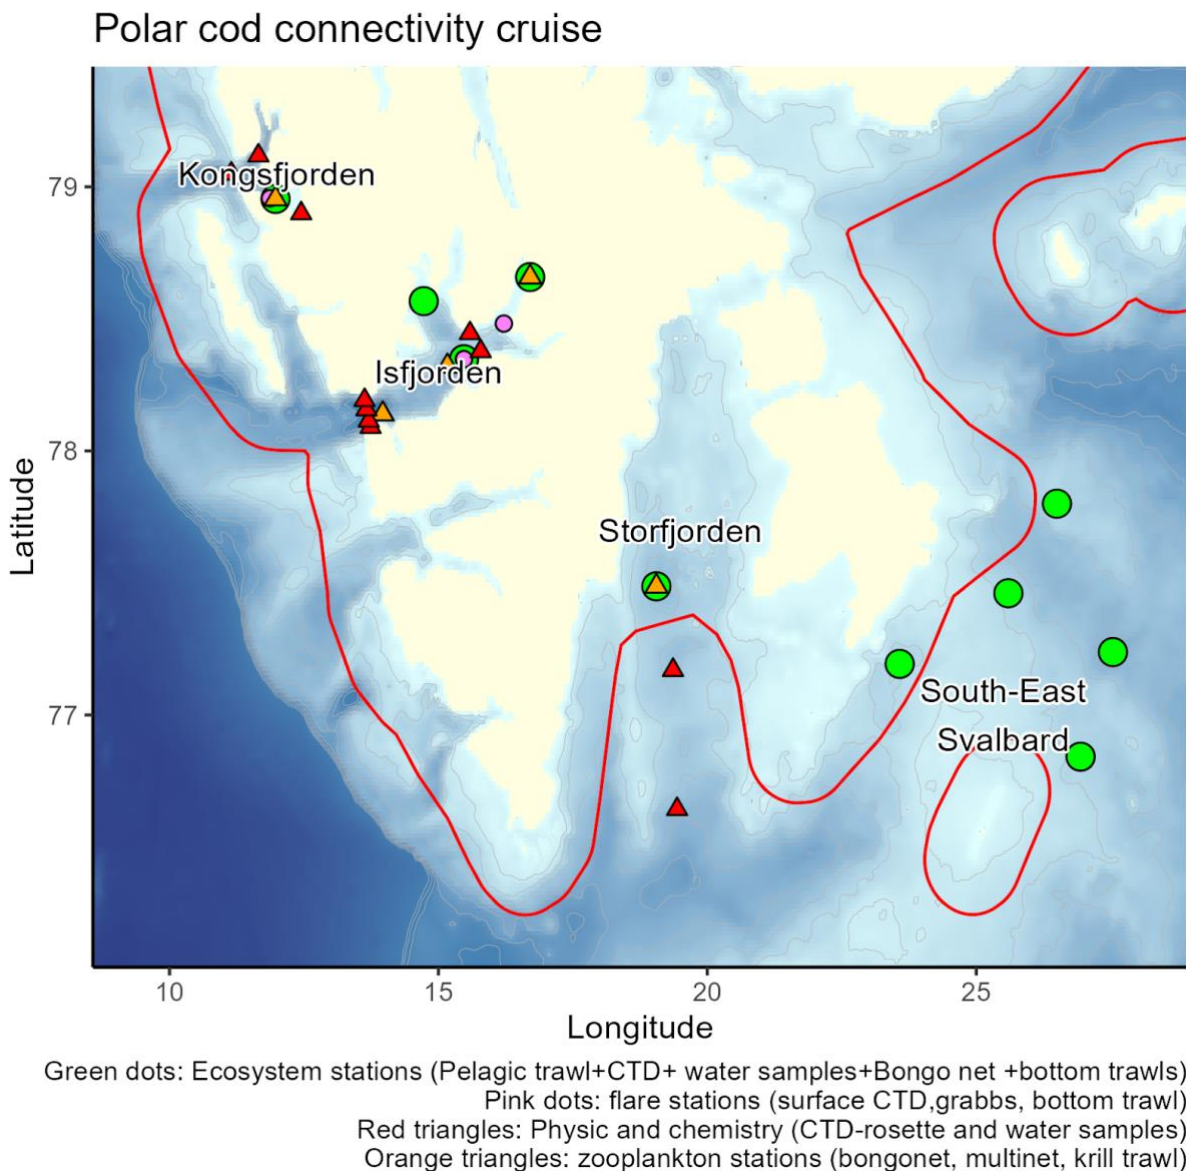 Polar cod connectivity cruise
79
Kongsfjorden
Isfjorden
78
Storfjorden
77
South-East
Svalbard
Latitude
10
15
20
25
Longitude
Green dots: Ecosystem stations (Pelagic trawl+CTD+ water samples+Bongo net +bottom trawls)
Pink dots: flare stations (surface CTD,grabbs, bottom trawl)
Red triangles: Physic and chemistry (CTD-rosette and water samples)
Orange triangles: zooplankton stations (bongonet, multinet, krill trawl)